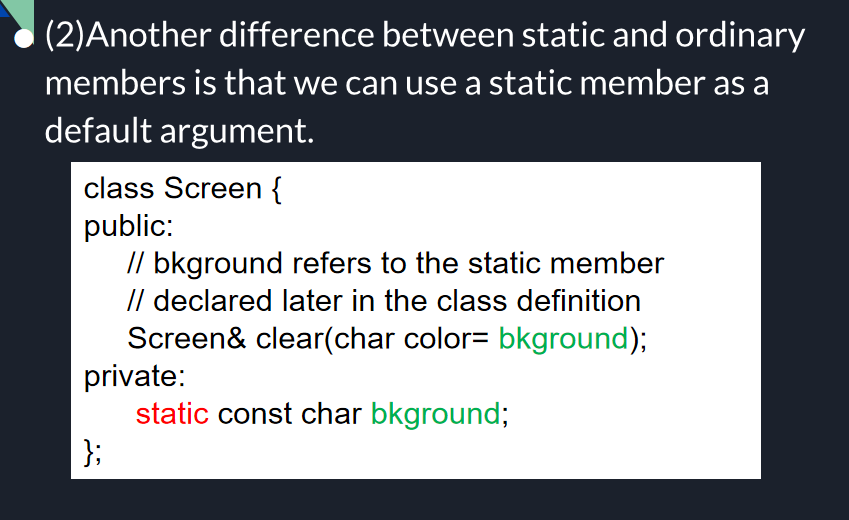 (2)Another difference between static and ordinary
members is that we can use a static member as a
default argument.
class Screen {
public:
// bkground refers to the static member
// declared later in the class definition
Screen& clear(char color= bkground);
private:
static const char bkground;
};